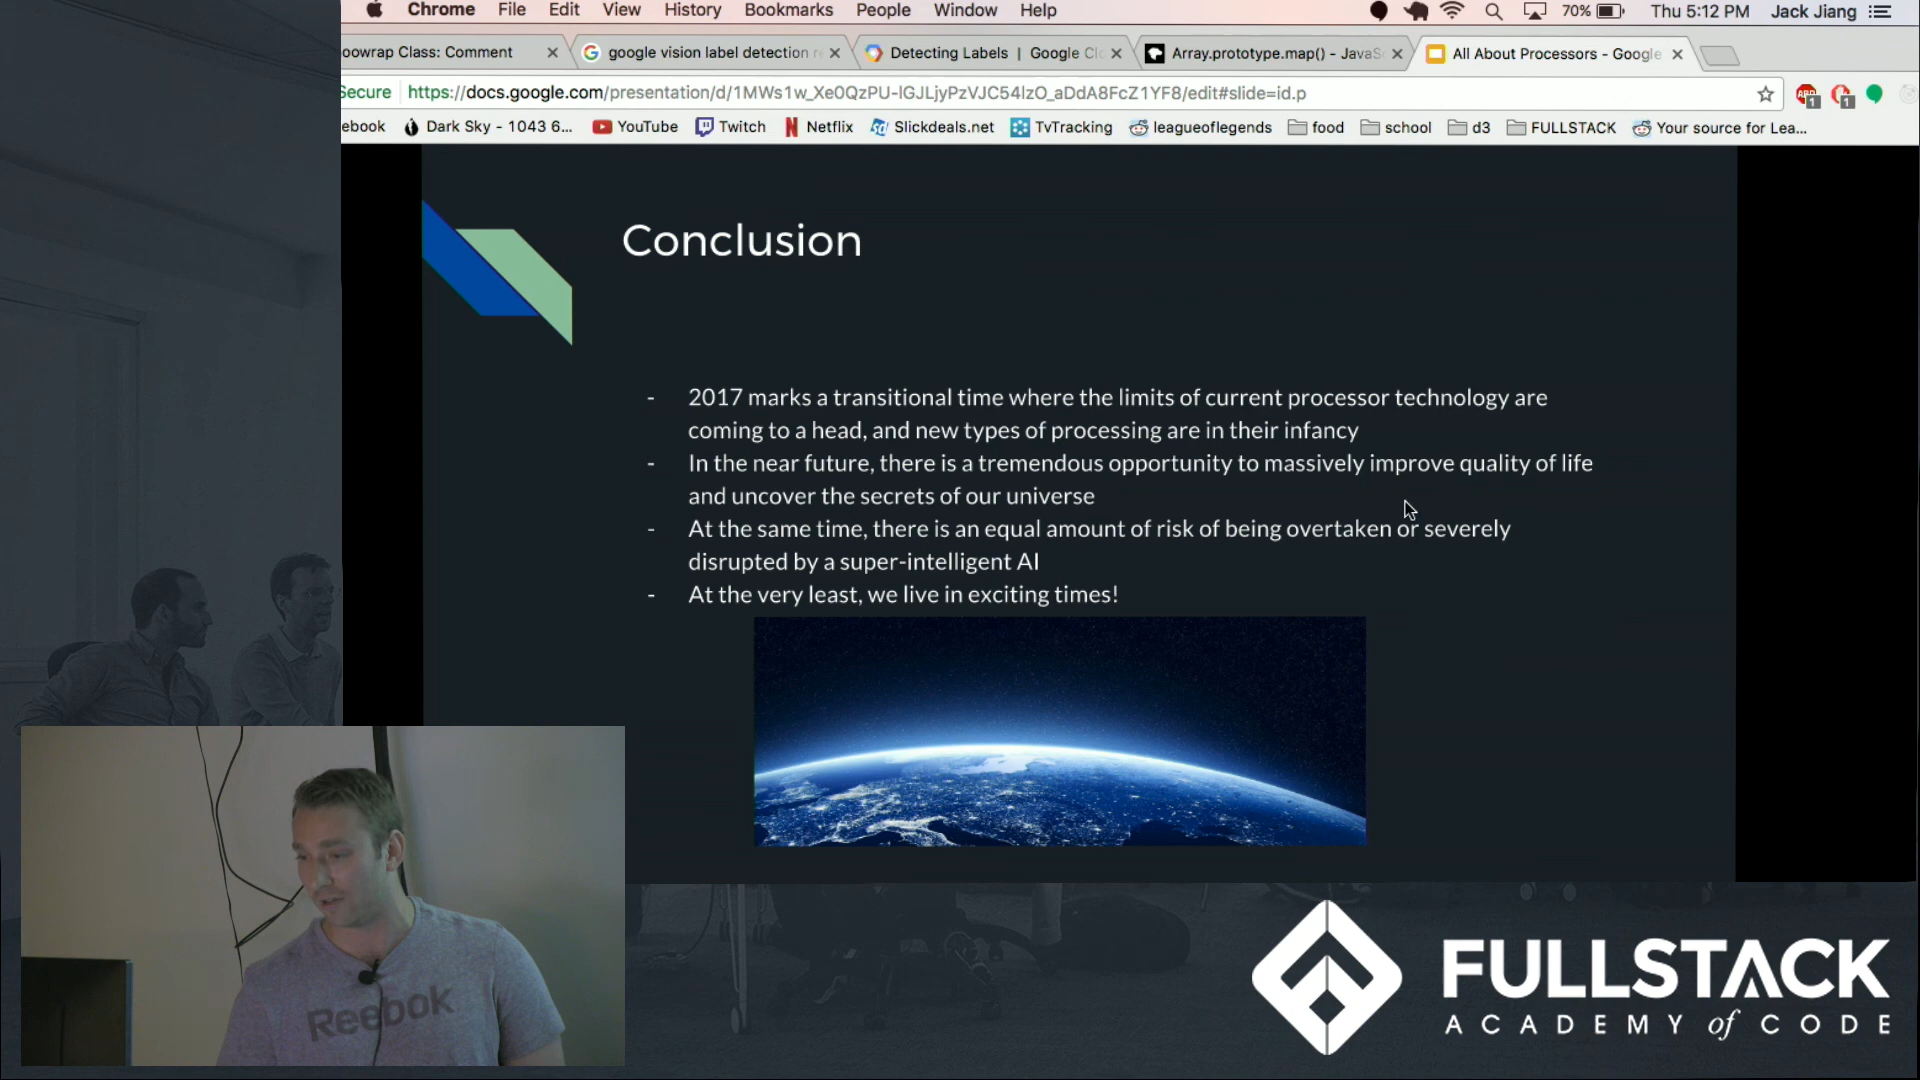 Chrome File Edit View History Bookmarks People Window Help 70% Thu 5:12 PM Jack Jiang
oowrap Class: Comment google vision label detection Detecting Labels | Google Clo Array.prototype.map() - JavaS All About Processors - Google
Secure https://docs.google.com/presentation/d/1MWs1w_Xe0QzPU-lGJLjyPzVJC54lzO_aDdA8FcZ1YF8/edit#slide=id.p
ebook Dark Sky - 1043 6... YouTube Twitch Netflix Slickdeals.net TvTracking leagueoflegends food school d3 FULLSTACK Your source for Lea...
Conclusion
- 2017 marks a transitional time where the limits of current processor technology are
coming to a head, and new types of processing are in their infancy
- In the near future, there is a tremendous opportunity to massively improve quality of life
and uncover the secrets of our universe
- At the same time, there is an equal amount of risk of being overtaken or severely
disrupted by a super-intelligent AI
- At the very least, we live in exciting times!
Reebok
FULLSTACK
ACADEMY of CODE